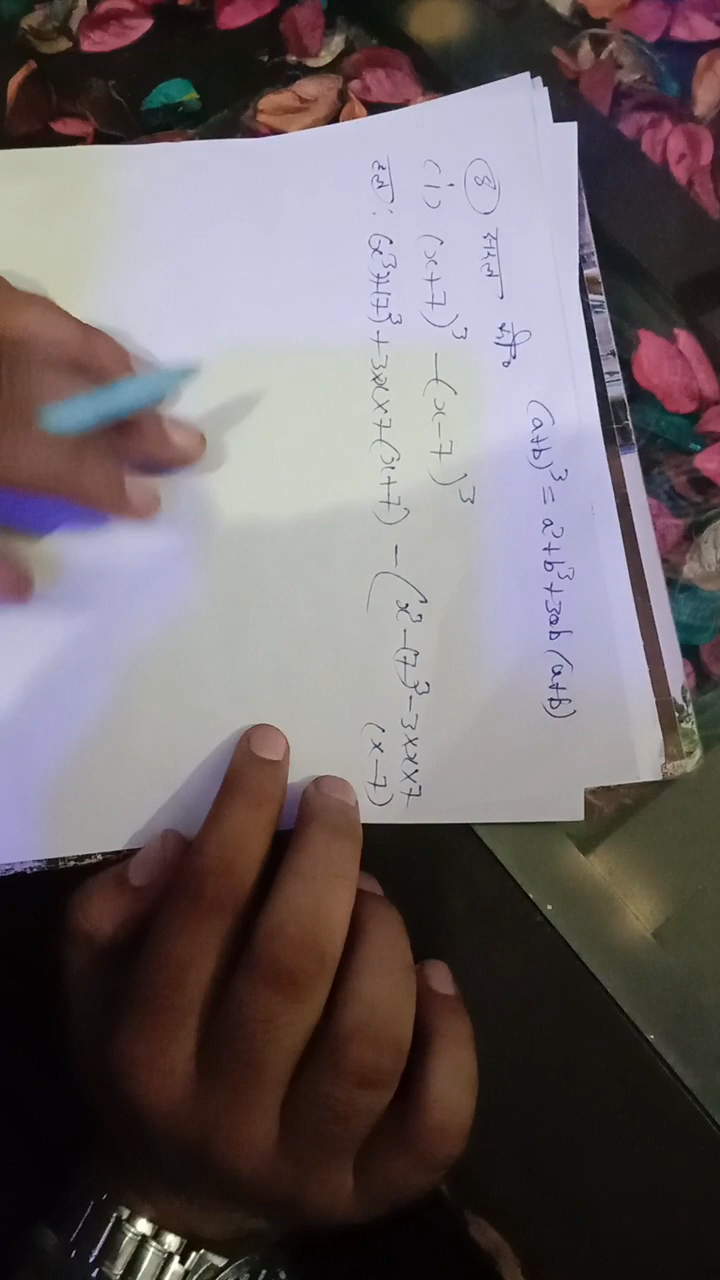 (a+b)³ = a³+b³+3ab(a+b)
⑧ सरल कीजिए
(i) (x+7)³ - (x-7)³
हल: (x³)+(7)³ + 3×x×7(x+7) - (x³-(7)³-3×x×7
(x-7)